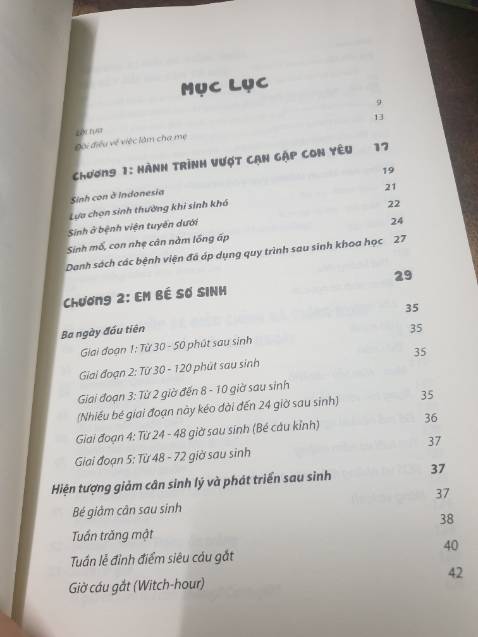 Mục Lục
Lời tựa 9
Đôi điều về việc làm cha mẹ 13
Chương 1: HÀNH TRÌNH VƯỢT CẠN GẶP CON YÊU 17
Sinh con ở Indonesia 19
Lựa chọn sinh thường khi sinh khó 21
Sinh ở bệnh viện tuyến dưới 22
Sinh mổ, con nhẹ cân nằm lồng ấp 24
Danh sách các bệnh viện đã áp dụng quy trình sau sinh khoa học 27
Chương 2: EM BÉ SƠ SINH 29
Ba ngày đầu tiên 35
Giai đoạn 1: Từ 30 - 50 phút sau sinh 35
Giai đoạn 2: Từ 30 - 120 phút sau sinh 35
Giai đoạn 3: Từ 2 giờ đến 8 - 10 giờ sau sinh
(Nhiều bé giai đoạn này kéo dài đến 24 giờ sau sinh) 35
Giai đoạn 4: Từ 24 - 48 giờ sau sinh (Bé cáu kỉnh) 36
Giai đoạn 5: Từ 48 - 72 giờ sau sinh 37
Hiện tượng giảm cân sinh lý và phát triển sau sinh 37
Bé giảm cân sau sinh 37
Tuần trăng mật 38
Tuần lễ đỉnh điểm siêu cáu gắt 40
Giờ cáu gắt (Witch-hour) 42